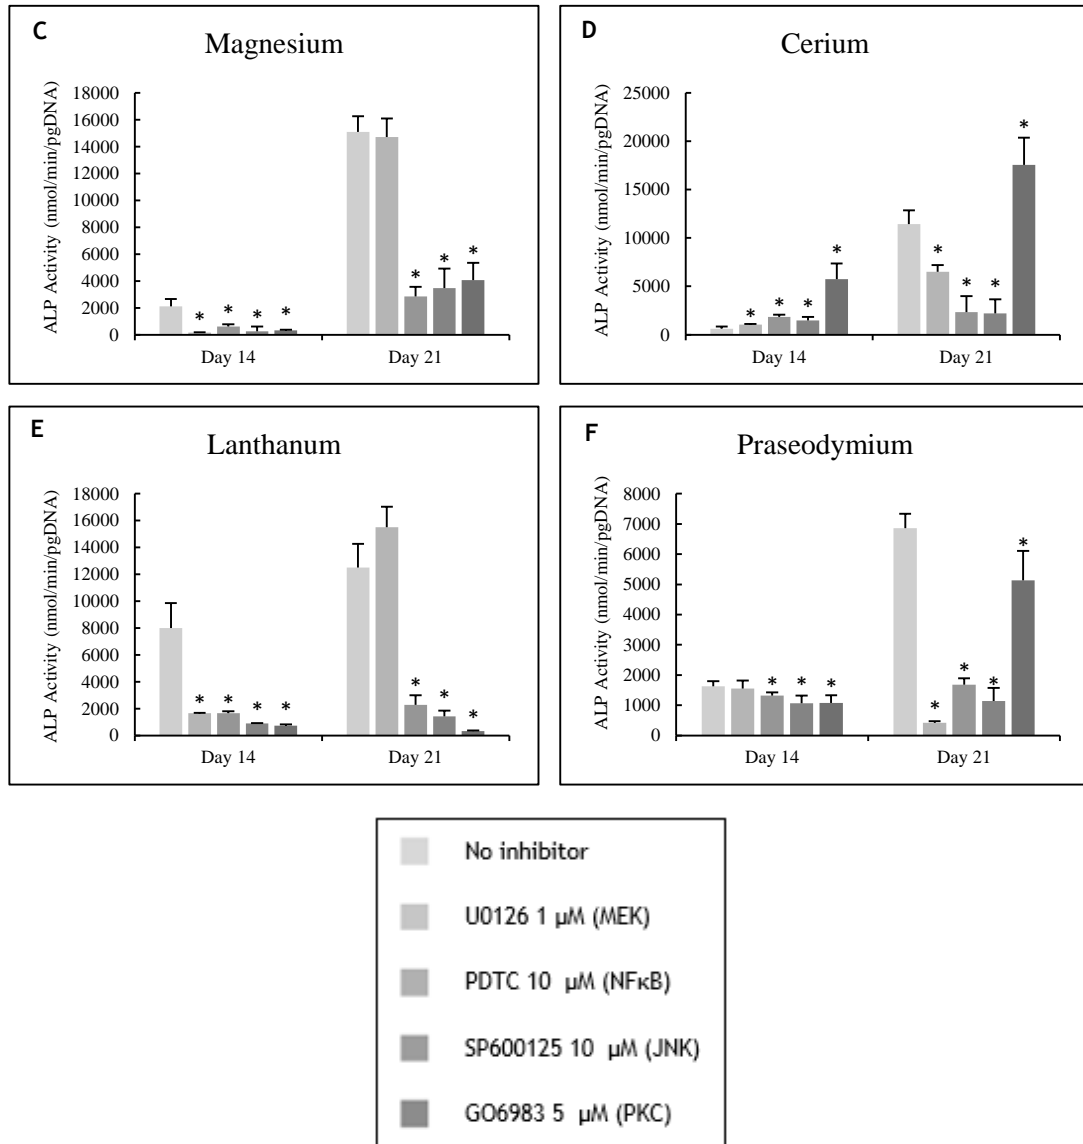 C
Magnesium
ALP Activity (nmol/min/pgDNA)
18000
16000
14000
12000
10000
8000
6000
4000
2000
0
* * * *
* * *
Day 14
Day 21
D
Cerium
ALP Activity (nmol/min/pgDNA)
25000
20000
15000
10000
5000
0
* * * *
* * * *
Day 14
Day 21
E
Lanthanum
ALP Activity (nmol/min/pgDNA)
18000
16000
14000
12000
10000
8000
6000
4000
2000
0
* * * *
* * *
Day 14
Day 21
F
Praseodymium
ALP Activity (nmol/min/pgDNA)
8000
7000
6000
5000
4000
3000
2000
1000
0
* * *
* * * *
Day 14
Day 21
No inhibitor
U0126 1 µM (MEK)
PDTC 10 µM (NFκB)
SP600125 10 µM (JNK)
GO6983 5 µM (PKC)